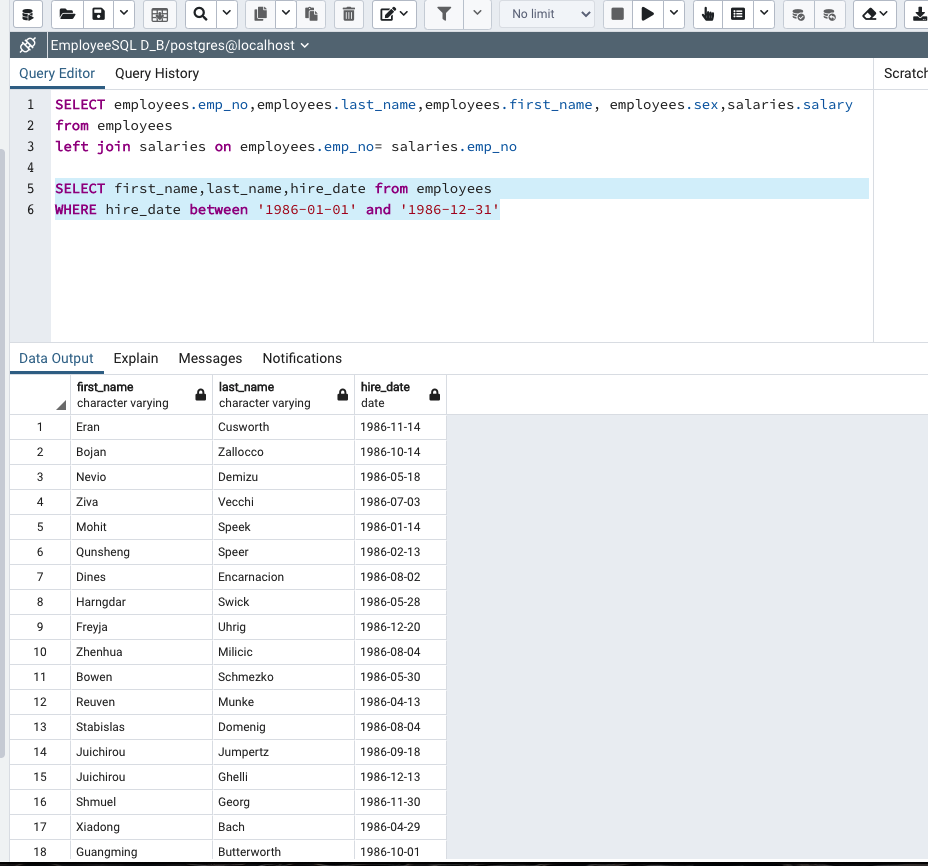 No limit
EmployeeSQL D_B/postgres@localhost
Query Editor Query History Scratch
1 SELECT employees.emp_no,employees.last_name,employees.first_name, employees.sex,salaries.salary
2 from employees
3 left join salaries on employees.emp_no= salaries.emp_no
4
5 SELECT first_name,last_name,hire_date from employees
6 WHERE hire_date between '1986-01-01' and '1986-12-31'
Data Output Explain Messages Notifications
first_name last_name hire_date
character varying character varying date
1 Eran Cusworth 1986-11-14
2 Bojan Zallocco 1986-10-14
3 Nevio Demizu 1986-05-18
4 Ziva Vecchi 1986-07-03
5 Mohit Speek 1986-01-14
6 Qunsheng Speer 1986-02-13
7 Dines Encarnacion 1986-08-02
8 Harngdar Swick 1986-05-28
9 Freyja Uhrig 1986-12-20
10 Zhenhua Milicic 1986-08-04
11 Bowen Schmezko 1986-05-30
12 Reuven Munke 1986-04-13
13 Stabislas Domenig 1986-08-04
14 Juichirou Jumpertz 1986-09-18
15 Juichirou Ghelli 1986-12-13
16 Shmuel Georg 1986-11-30
17 Xiadong Bach 1986-04-29
18 Guangming Butterworth 1986-10-01